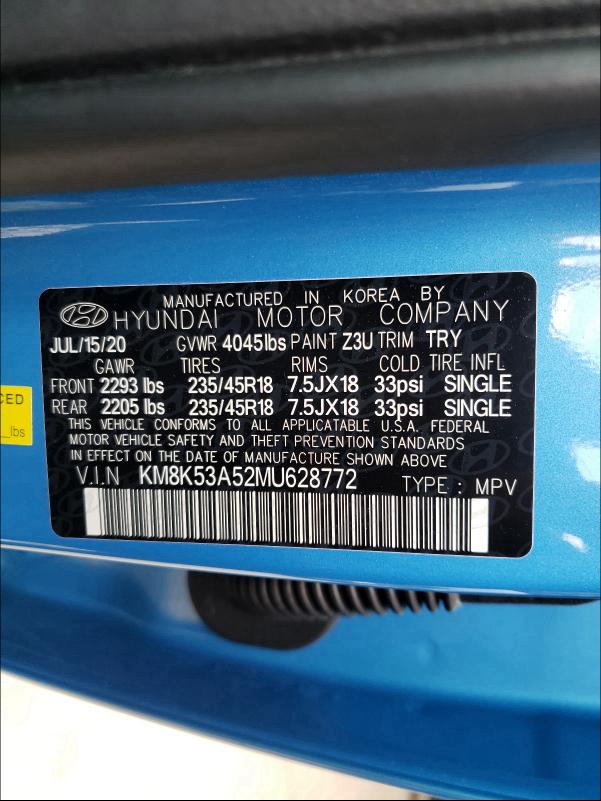 MANUFACTURED IN KOREA BY
HYUNDAI MOTOR COMPANY
JUL/15/20 GVWR 4045lbs PAINT Z3U TRIM TRY
GAWR TIRES RIMS COLD TIRE INFL
FRONT 2293 lbs 235/45R18 7.5JX18 33psi SINGLE
REAR 2205 lbs 235/45R18 7.5JX18 33psi SINGLE
THIS VEHICLE CONFORMS TO ALL APPLICATABLE U.S.A. FEDERAL
MOTOR VEHICLE SAFETY AND THEFT PREVENTION STANDARDS
IN EFFECT ON THE DATE OF MANUFACTURE SHOWN ABOVE
V.I.N KM8K53A52MU628772 TYPE : MPV
CED
_lbs